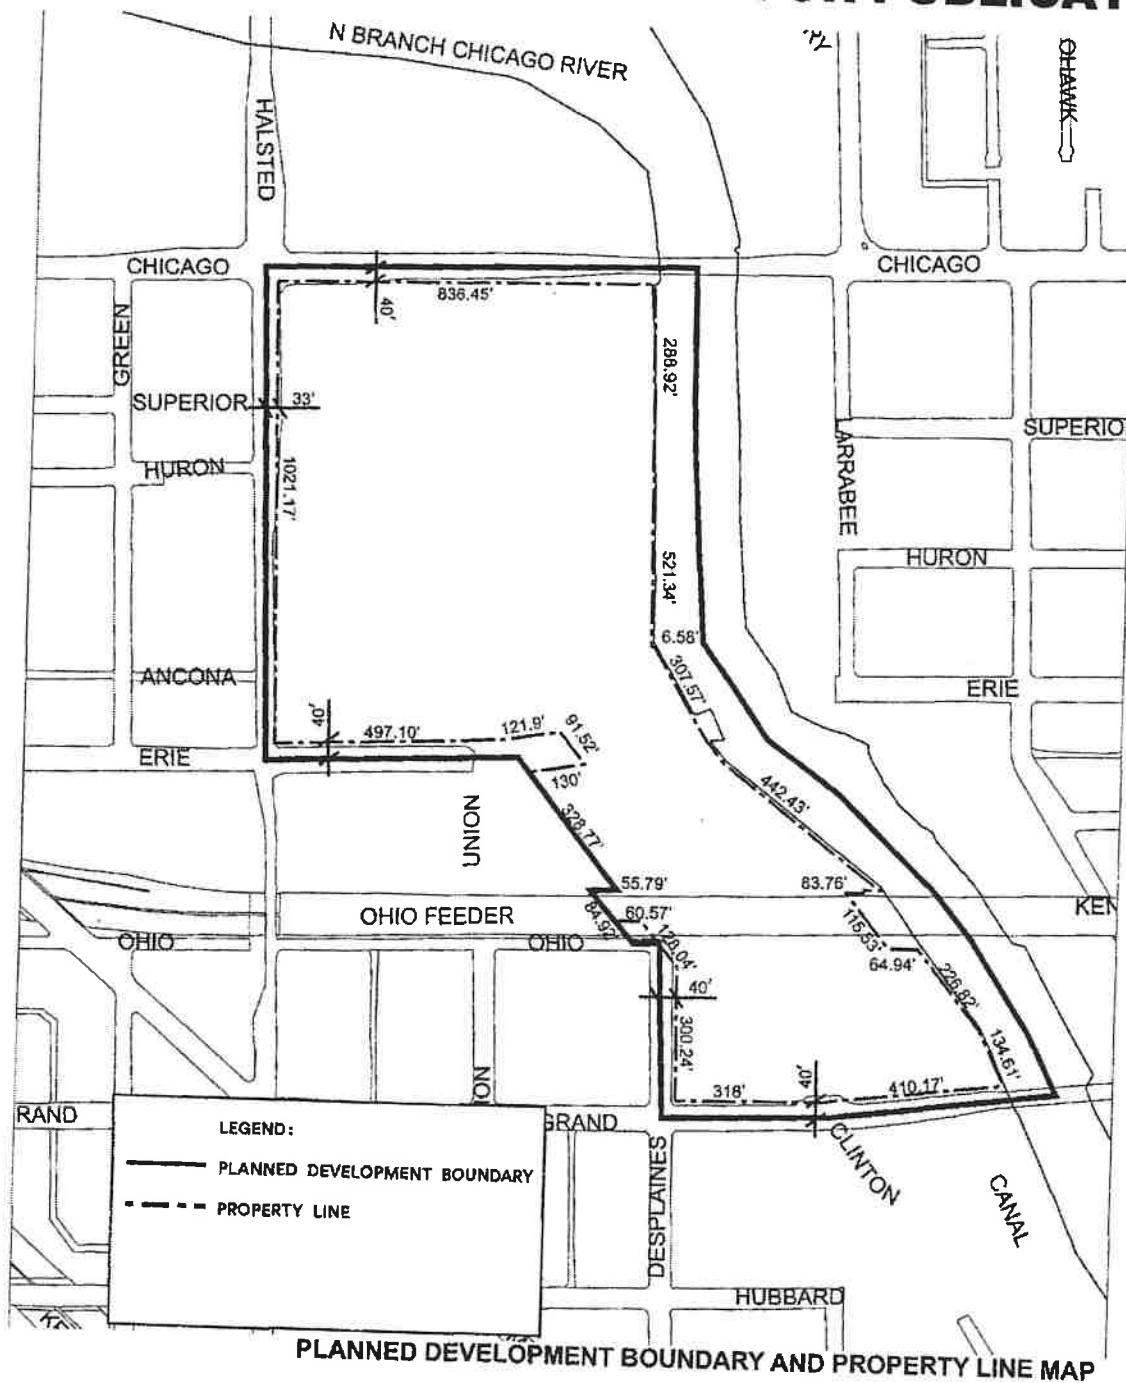 N BRANCH CHICAGO RIVER
OHAWK
HALSTED
CHICAGO
CHICAGO
836.45'
40'
GREEN
288.92'
SUPERIOR
33'
SUPERIO
LARRABEE
HURON
1021.17'
HURON
521.34'
6.58'
307.57'
ANCONA
ERIE
40'
497.10'
121.9'
91.52'
ERIE
130'
442.43'
UNION
328.77'
55.79'
83.76'
KEN
OHIO FEEDER
84.92'
60.57'
115.53'
OHIO
OHIO
128.04'
64.94'
226.82'
40'
300.24'
134.61'
318'
40'
410.17'
RAND
ION
GRAND
CLINTON
DESPLAINES
CANAL
LEGEND:
PLANNED DEVELOPMENT BOUNDARY
PROPERTY LINE
HUBBARD
PLANNED DEVELOPMENT BOUNDARY AND PROPERTY LINE MAP